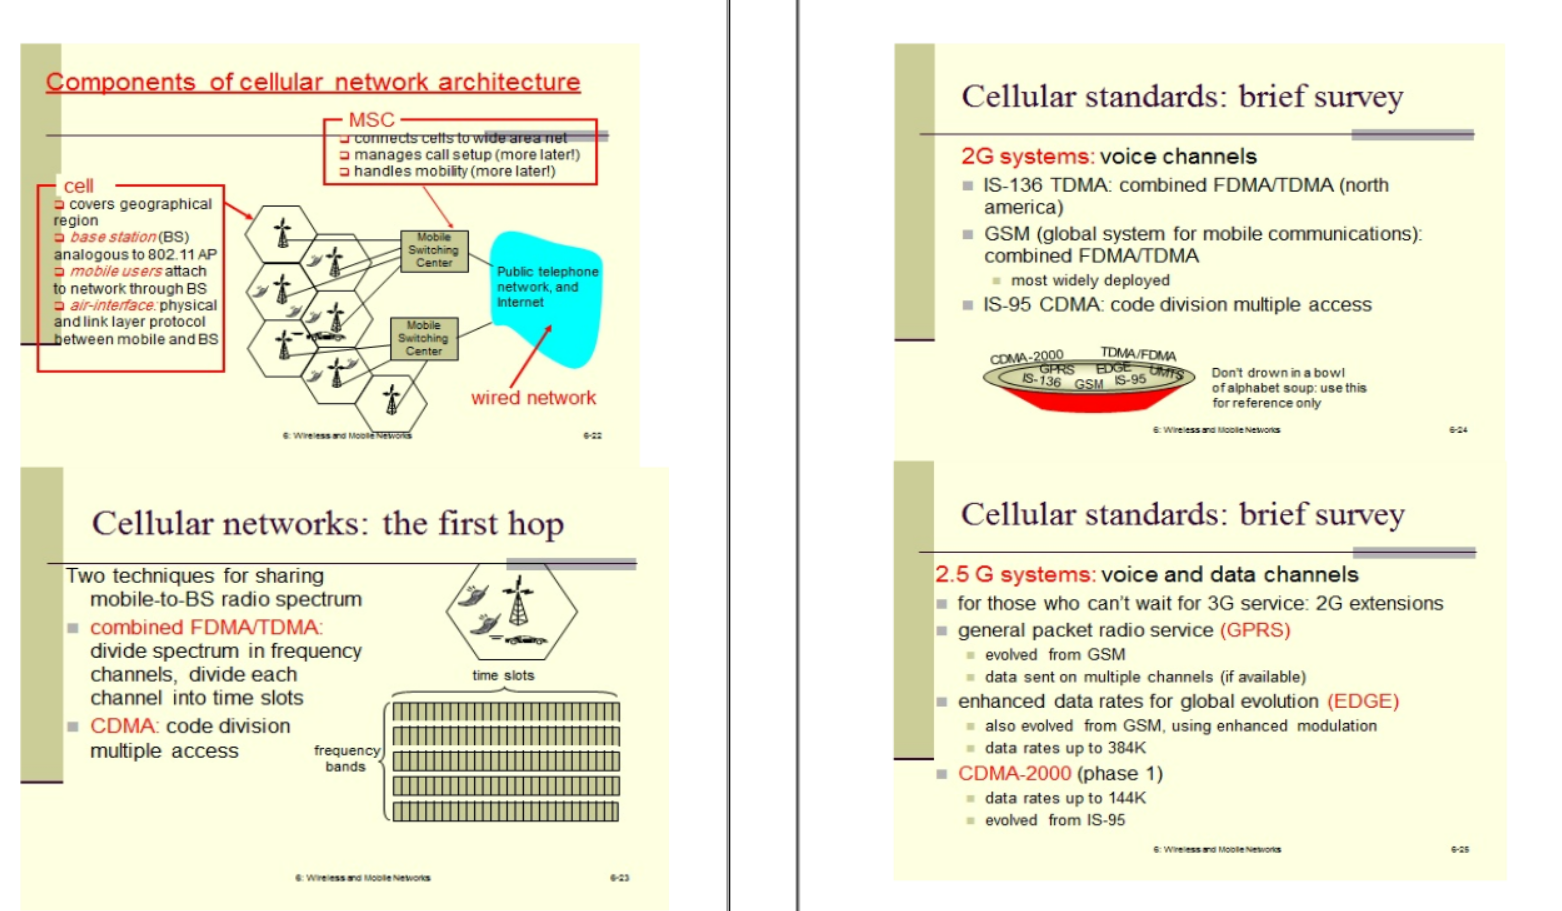 Components of cellular network architecture
MSC
connects cells to wide area net
manages call setup (more later!)
handles mobility (more later!)
cell
covers geographical
region
base station (BS)
analogous to 802.11 AP
mobile users attach
to network through BS
air-interface: physical
and link layer protocol
between mobile and BS
Mobile
Switching
Center
Public telephone
network, and
Internet
Mobile
Switching
Center
wired network
6: Wireless and Mobile Networks
6-22
Cellular networks: the first hop
Two techniques for sharing
mobile-to-BS radio spectrum
combined FDMA/TDMA:
divide spectrum in frequency
channels, divide each
channel into time slots
CDMA: code division
multiple access
time slots
frequency
bands
6: Wireless and Mobile Networks
6-23
Cellular standards: brief survey
2G systems: voice channels
IS-136 TDMA: combined FDMA/TDMA (north
america)
GSM (global system for mobile communications):
combined FDMA/TDMA
most widely deployed
IS-95 CDMA: code division multiple access
CDMA-2000
TDMA/FDMA
GPRS
EDGE
UMTS
IS-136
GSM
IS-95
Don't drown in a bowl
of alphabet soup: use this
for reference only
6: Wireless and Mobile Networks
6-24
Cellular standards: brief survey
2.5 G systems: voice and data channels
for those who can't wait for 3G service: 2G extensions
general packet radio service (GPRS)
evolved from GSM
data sent on multiple channels (if available)
enhanced data rates for global evolution (EDGE)
also evolved from GSM, using enhanced modulation
data rates up to 384K
CDMA-2000 (phase 1)
data rates up to 144K
evolved from IS-95
6: Wireless and Mobile Networks
6-25